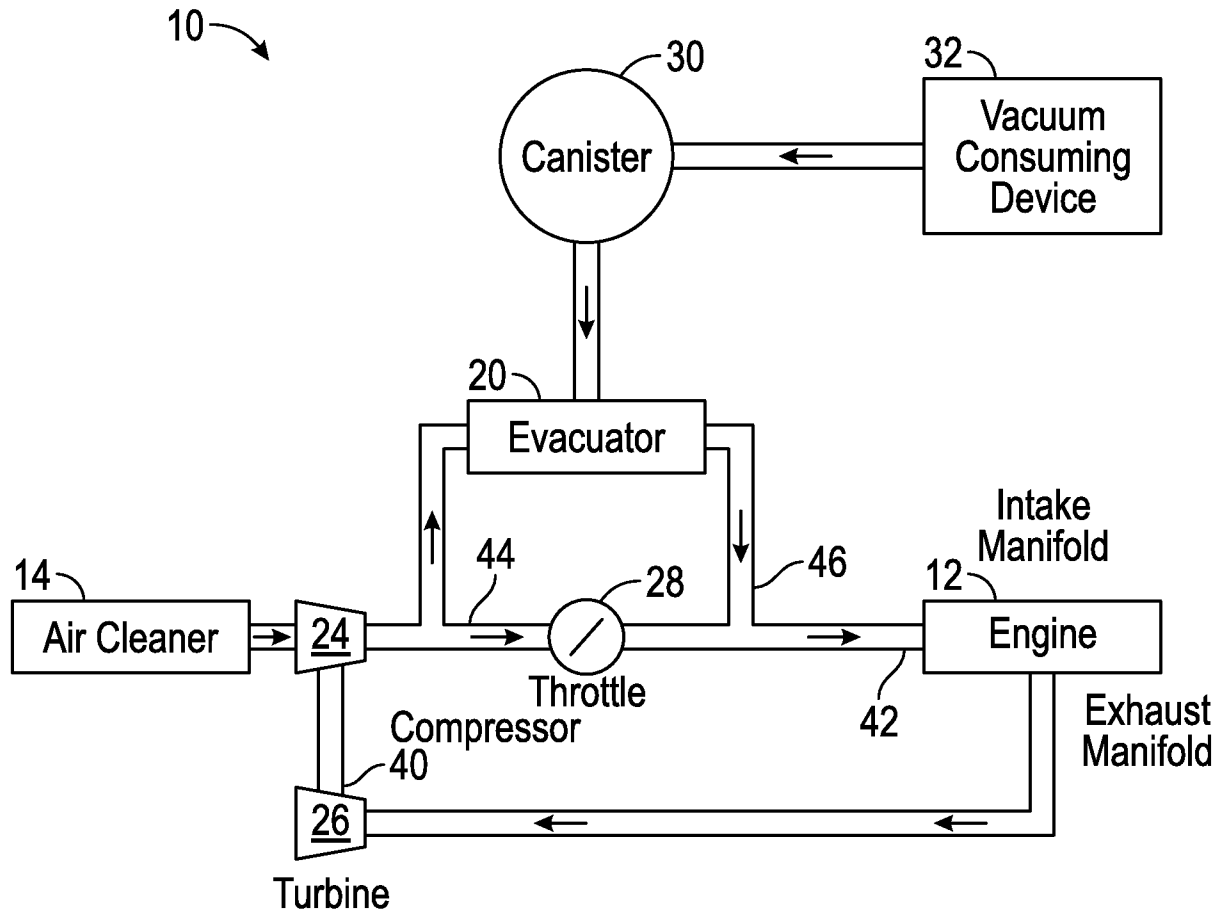 10
30
32
Canister
Vacuum
Consuming
Device
20
Evacuator
Intake
Manifold
14
44
28
46
12
Air Cleaner
24
Engine
Throttle
42
Compressor
Exhaust
Manifold
40
26
Turbine